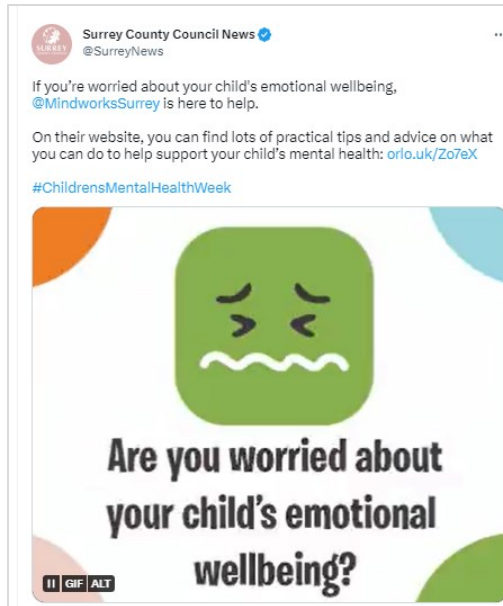 Surrey County Council News
@SurreyNews
If you're worried about your child's emotional wellbeing,
@MindworksSurrey is here to help.
On their website, you can find lots of practical tips and advice on what
you can do to help support your child's mental health: orlo.uk/Zo7eX
#ChildrensMentalHealthWeek
Are you worried about
your child's emotional
wellbeing?
GIF ALT